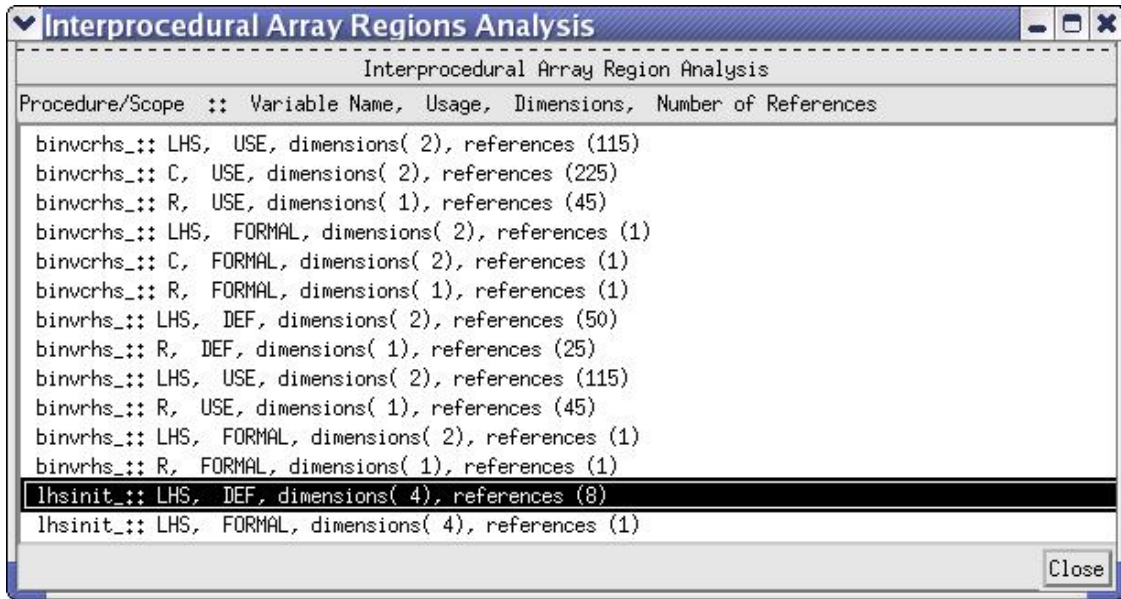 Interprocedural Array Regions Analysis
Interprocedural Array Region Analysis
Procedure/Scope :: Variable Name, Usage, Dimensions, Number of References
binvcrhs_:: LHS, USE, dimensions( 2), references (115)
binvcrhs_:: C, USE, dimensions( 2), references (225)
binvcrhs_:: R, USE, dimensions( 1), references (45)
binvcrhs_:: LHS, FORMAL, dimensions( 2), references (1)
binvcrhs_:: C, FORMAL, dimensions( 2), references (1)
binvcrhs_:: R, FORMAL, dimensions( 1), references (1)
binvrhs_:: LHS, DEF, dimensions( 2), references (50)
binvrhs_:: R, DEF, dimensions( 1), references (25)
binvrhs_:: LHS, USE, dimensions( 2), references (115)
binvrhs_:: R, USE, dimensions( 1), references (45)
binvrhs_:: LHS, FORMAL, dimensions( 2), references (1)
binvrhs_:: R, FORMAL, dimensions( 1), references (1)
lhsinit_:: LHS, DEF, dimensions( 4), references (8)
lhsinit_:: LHS, FORMAL, dimensions( 4), references (1)
Close